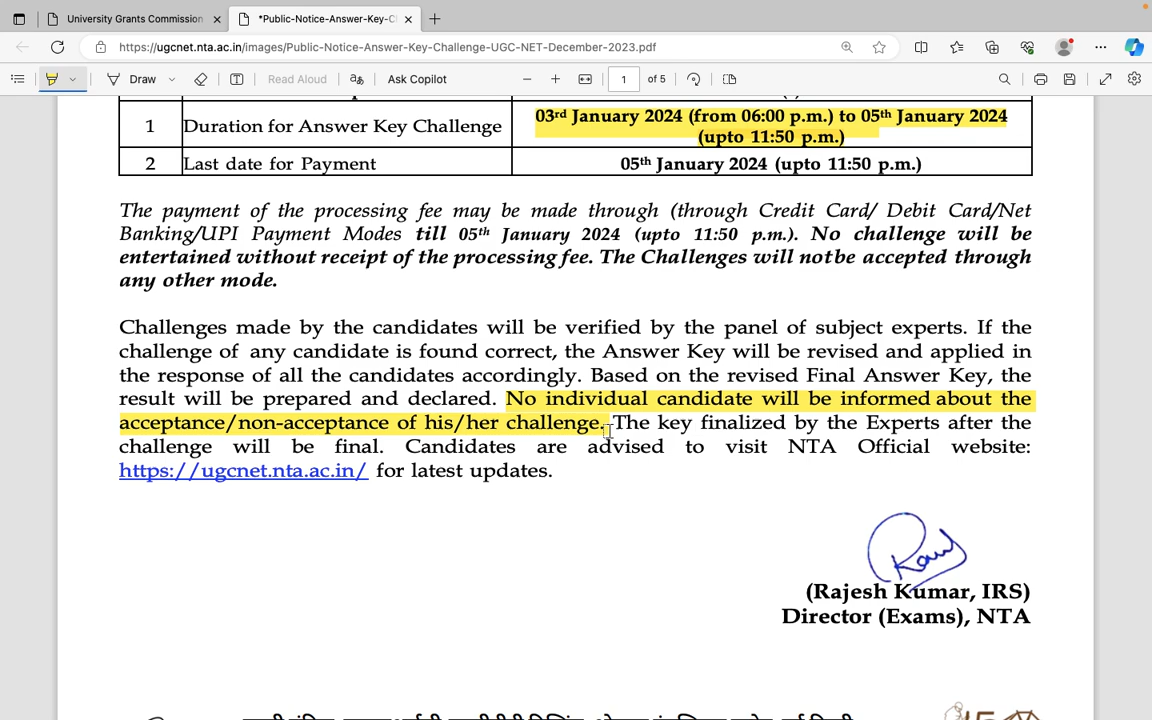 University Grants Commission
*Public-Notice-Answer-Key-C
https://ugcnet.nta.ac.in/images/Public-Notice-Answer-Key-Challenge-UGC-NET-December-2023.pdf
Draw
Read Aloud
Ask Copilot
1 of 5
1 Duration for Answer Key Challenge 03rd January 2024 (from 06:00 p.m.) to 05th January 2024
(upto 11:50 p.m.)
2 Last date for Payment 05th January 2024 (upto 11:50 p.m.)
The payment of the processing fee may be made through (through Credit Card/ Debit Card/Net
Banking/UPI Payment Modes till 05th January 2024 (upto 11:50 p.m.). No challenge will be
entertained without receipt of the processing fee. The Challenges will notbe accepted through
any other mode.
Challenges made by the candidates will be verified by the panel of subject experts. If the
challenge of any candidate is found correct, the Answer Key will be revised and applied in
the response of all the candidates accordingly. Based on the revised Final Answer Key, the
result will be prepared and declared. No individual candidate will be informed about the
acceptance/non-acceptance of his/her challenge. The key finalized by the Experts after the
challenge will be final. Candidates are advised to visit NTA Official website:
https://ugcnet.nta.ac.in/ for latest updates.
(Rajesh Kumar, IRS)
Director (Exams), NTA